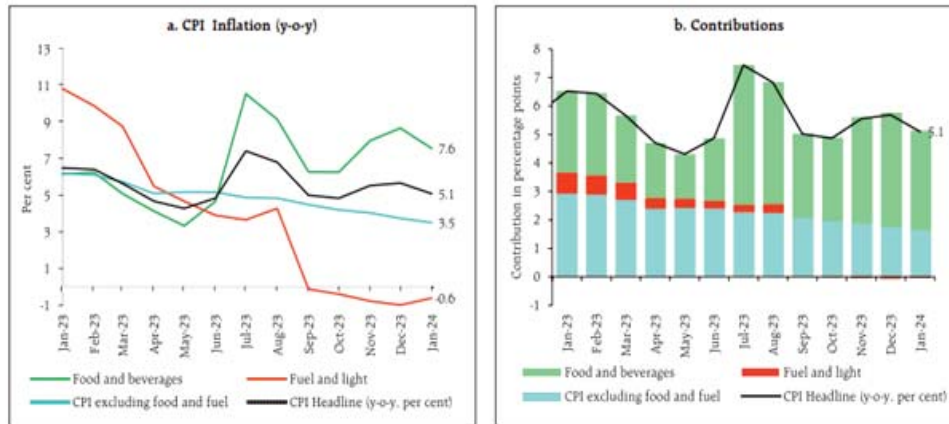 a. CPI Inflation (y-o-y)
Per cent
13
11
9
7
5
3
1
-1
7.6
5.1
3.5
-0.6
Jan-23
Feb-23
Mar-23
Apr-23
May-23
Jun-23
Jul-23
Aug-23
Sep-23
Oct-23
Nov-23
Dec-23
Jan-24
Food and beverages
Fuel and light
CPI excluding food and fuel
CPI Headline (y-o-y. per cent)
b. Contributions
Contribution in percentage points
8
7
6
5
4
3
2
1
0
-1
5.1
Jan-23
Feb-23
Mar-23
Apr-23
May-23
Jun-23
Jul-23
Aug-23
Sep-23
Oct-23
Nov-23
Dec-23
Jan-24
Food and beverages
Fuel and light
CPI excluding food and fuel
CPI Headline (y-o-y. per cent)